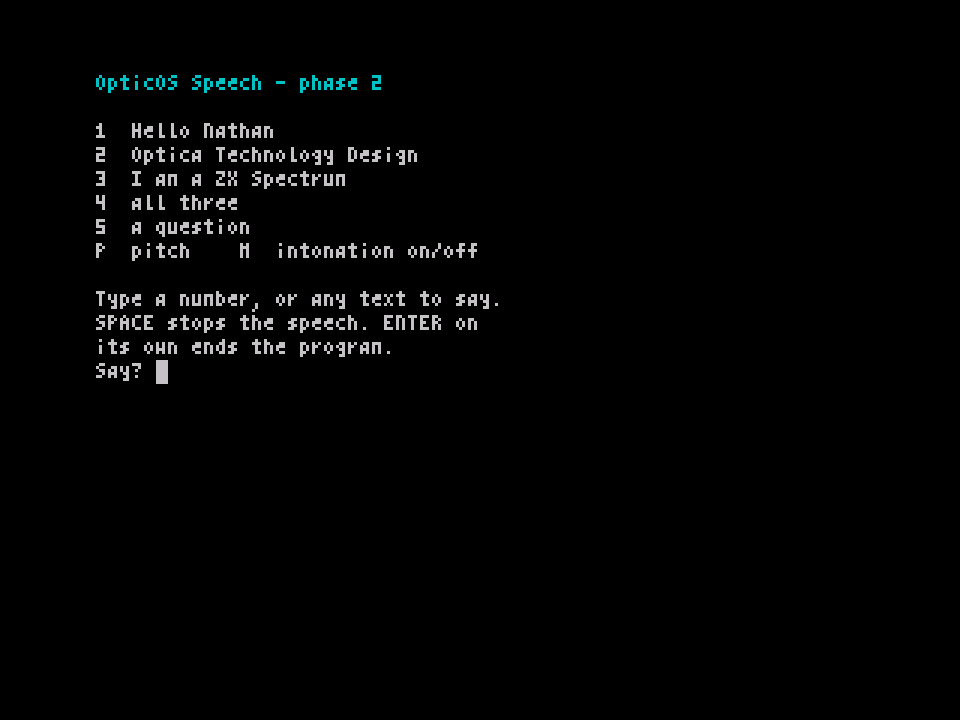 OpticOS Speech - phase 2
1 Hello Nathan
2 Optica Technology Design
3 I am a ZX Spectrum
4 all three
5 a question
P pitch M intonation on/off
Type a number, or any text to say.
SPACE stops the speech. ENTER on
its own ends the program.
Say?